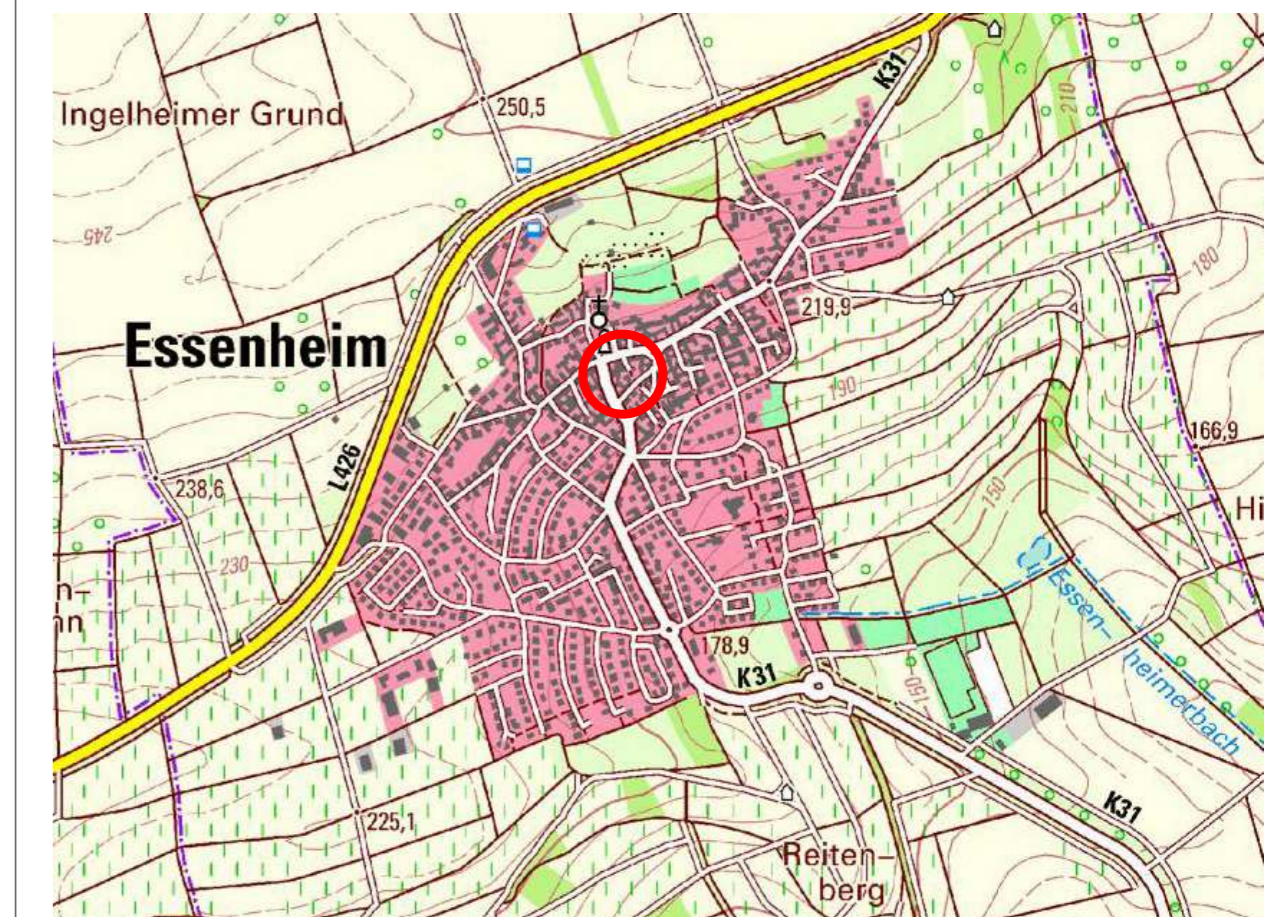 K31
Ingelheimer Grund
250,5
210
245
180
219,9
Essenheim
190
166,9
L426
238,6
150
Hi
230
Essen-
heimerbach
178,9
K31
150
K31
225,1
Reiten-
berg